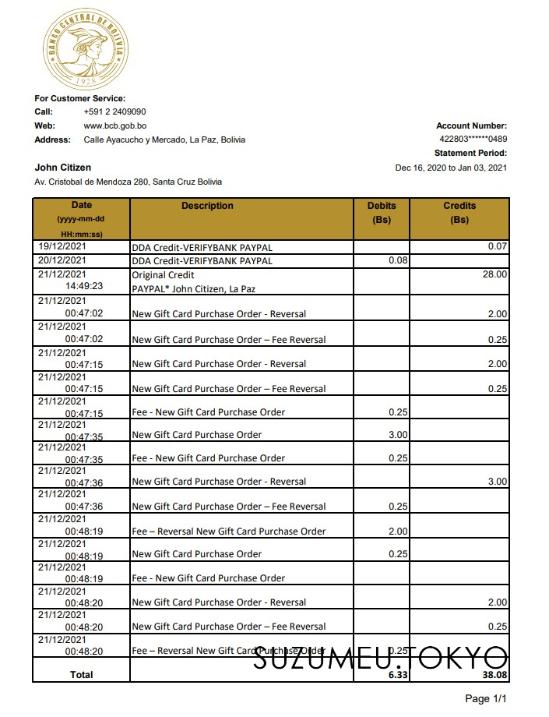 BANCO CENTRAL DE BOLIVIA
1928
For Customer Service:
Call: +591 2 2409090
Web: www.bcb.gob.bo
Address: Calle Ayacucho y Mercado, La Paz, Bolivia
Account Number:
422803******0489
Statement Period:
Dec 16, 2020 to Jan 03, 2021
John Citizen
Av. Cristobal de Mendoza 280, Santa Cruz Bolivia
Date Description Debits Credits
(yyyy-mm-dd (Bs) (Bs)
HH:mm:ss)
19/12/2021 DDA Credit-VERIFYBANK PAYPAL 0.07
20/12/2021 DDA Credit-VERIFYBANK PAYPAL 0.08
21/12/2021 Original Credit 28.00
14:49:23 PAYPAL* John Citizen, La Paz
21/12/2021
00:47:02 New Gift Card Purchase Order - Reversal 2.00
21/12/2021
00:47:02 New Gift Card Purchase Order – Fee Reversal 0.25
21/12/2021
00:47:15 New Gift Card Purchase Order - Reversal 2.00
21/12/2021
00:47:15 New Gift Card Purchase Order – Fee Reversal 0.25
21/12/2021
00:47:15 Fee - New Gift Card Purchase Order 0.25
21/12/2021
00:47:35 New Gift Card Purchase Order 3.00
21/12/2021
00:47:35 Fee - New Gift Card Purchase Order 0.25
21/12/2021
00:47:36 New Gift Card Purchase Order - Reversal 3.00
21/12/2021
00:47:36 New Gift Card Purchase Order – Fee Reversal 0.25
21/12/2021
00:48:19 Fee – Reversal New Gift Card Purchase Order 2.00
21/12/2021
00:48:19 New Gift Card Purchase Order 0.25
21/12/2021
00:48:19 Fee - New Gift Card Purchase Order
21/12/2021
00:48:20 New Gift Card Purchase Order - Reversal 2.00
21/12/2021
00:48:20 New Gift Card Purchase Order – Fee Reversal 0.25
21/12/2021
00:48:20 Fee – Reversal New Gift Card Purchase Order 0.25
SUZUMEU.TOKYO
Total 6.33 38.08
Page 1/1